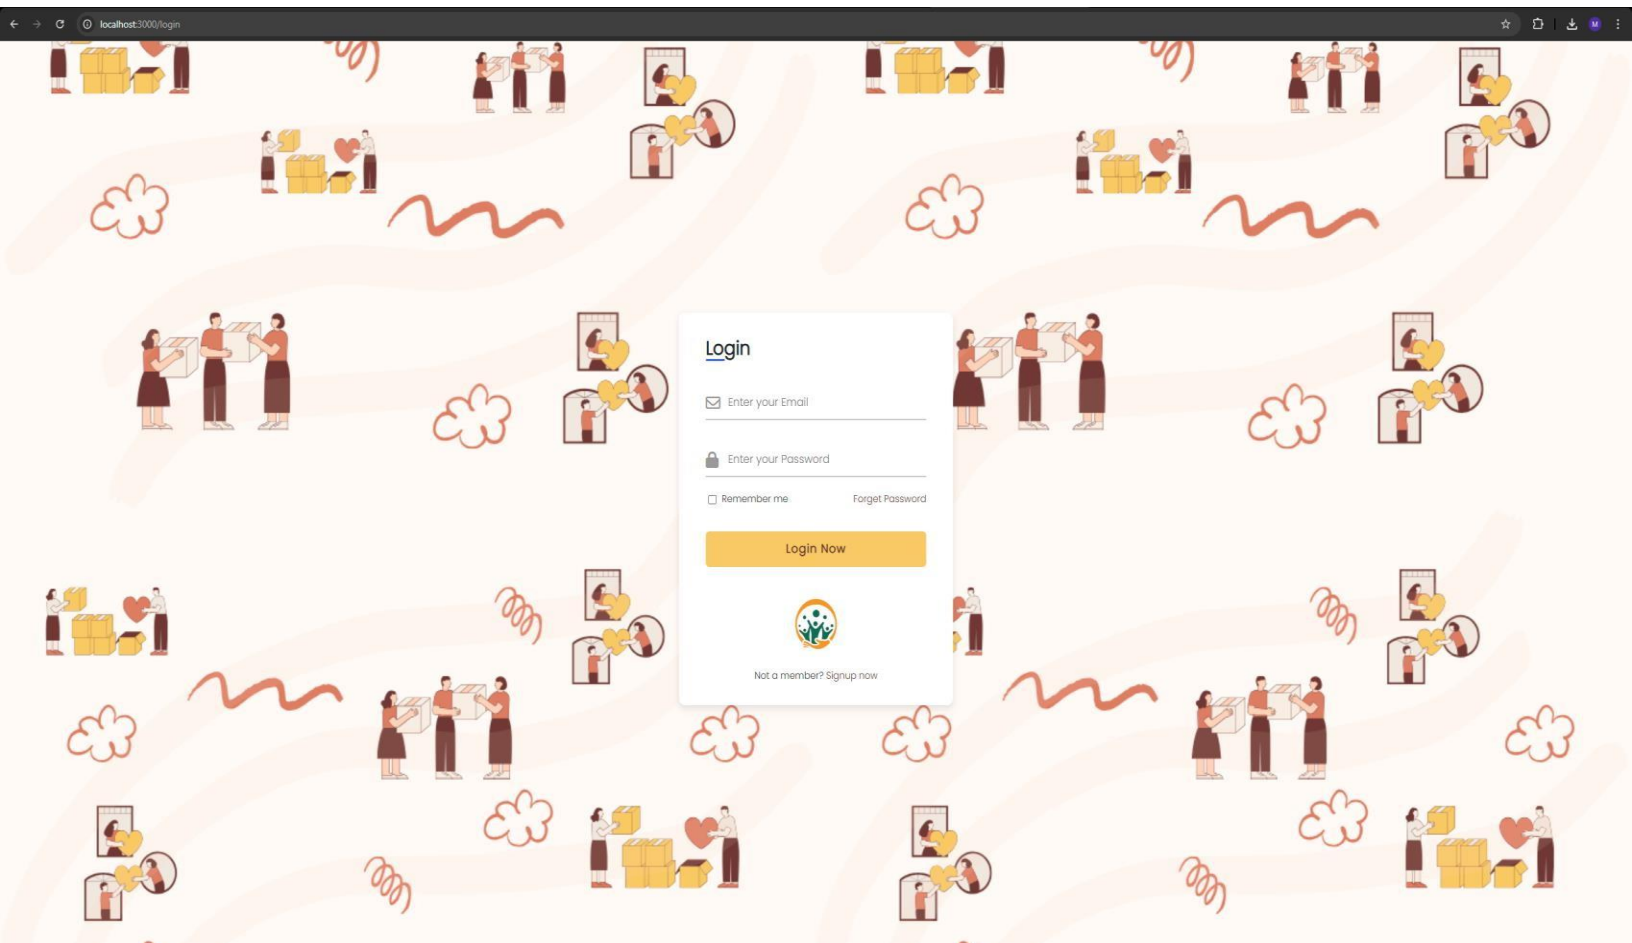 localhost:3000/login
M
Login
Enter your Email
Enter your Password
Remember me
Forget Password
Login Now
Not a member? Signup now